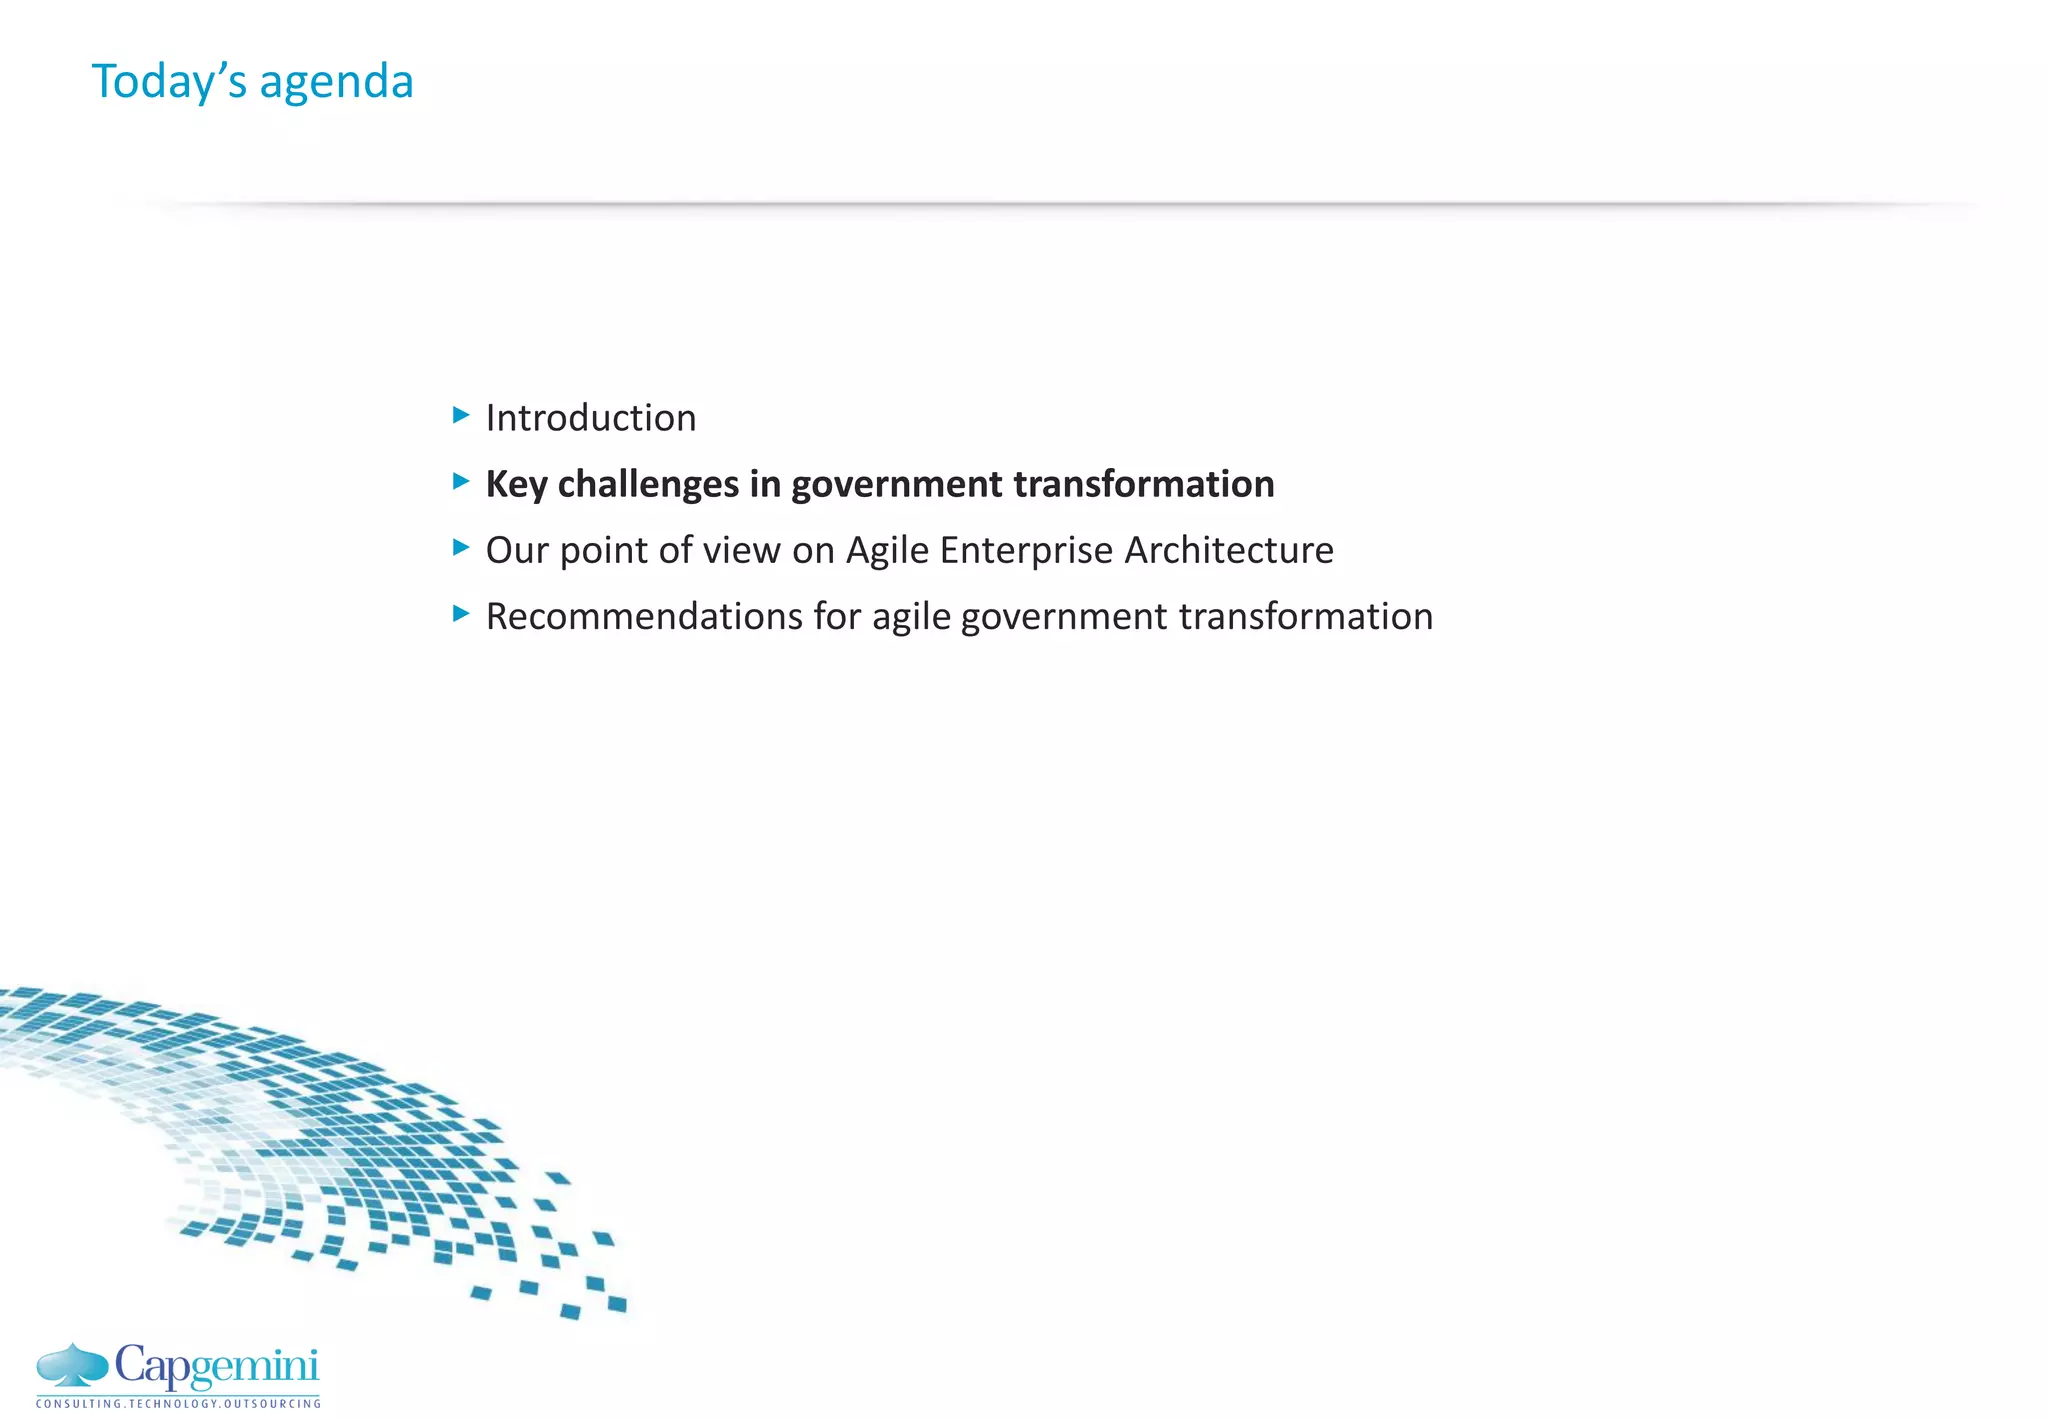 Today’s agenda
Introduction
Key challenges in government transformation
Our point of view on Agile Enterprise Architecture
Recommendations for agile government transformation
Capgemini
CONSULTING.TECHNOLOGY.OUTSOURCING